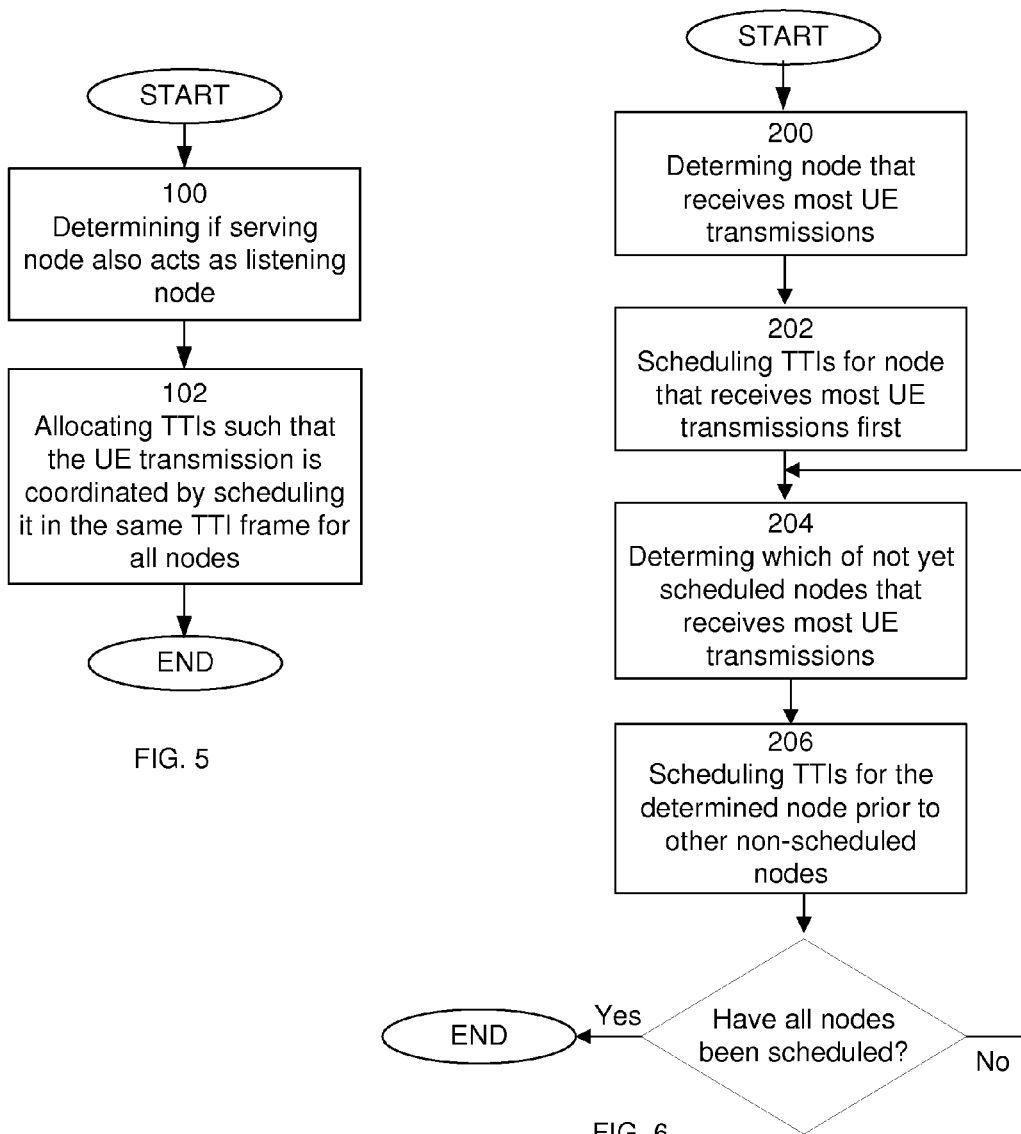 START
100
Determining if serving
node also acts as listening
node
102
Allocating TTIs such that
the UE transmission is
coordinated by scheduling
it in the same TTI frame for
all nodes
END
FIG. 5
START
200
Determing node that
receives most UE
transmissions
202
Scheduling TTIs for node
that receives most UE
transmissions first
204
Determing which of not yet
scheduled nodes that
receives most UE
transmissions
206
Scheduling TTIs for the
determined node prior to
other non-scheduled
nodes
Have all nodes
been scheduled?
Yes
No
END
FIG. 6